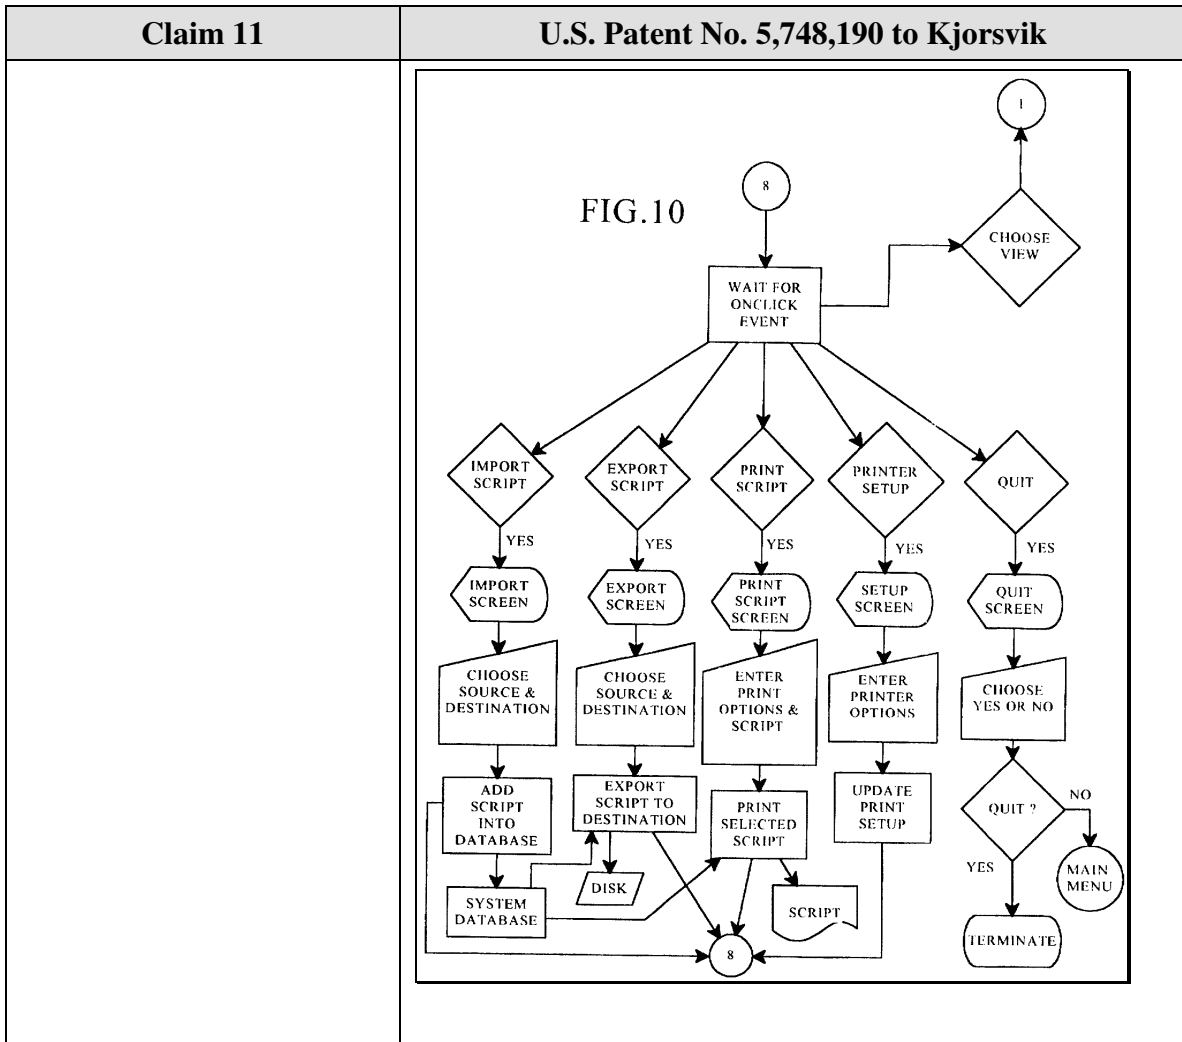 Claim 11
U.S. Patent No. 5,748,190 to Kjorsvik
1
8
FIG.10
CHOOSE
VIEW
WAIT FOR
ONCLICK
EVENT
IMPORT
SCRIPT
EXPORT
SCRIPT
PRINT
SCRIPT
PRINTER
SETUP
QUIT
YES
YES
YES
YES
YES
IMPORT
SCREEN
EXPORT
SCREEN
PRINT
SCRIPT
SCREEN
SETUP
SCREEN
QUIT
SCREEN
CHOOSE
SOURCE &
DESTINATION
CHOOSE
SOURCE &
DESTINATION
ENTER
PRINT
OPTIONS &
SCRIPT
ENTER
PRINTER
OPTIONS
CHOOSE
YES OR NO
ADD
SCRIPT
INTO
DATABASE
EXPORT
SCRIPT TO
DESTINATION
PRINT
SELECTED
SCRIPT
UPDATE
PRINT
SETUP
QUIT ?
NO
YES
MAIN
MENU
SYSTEM
DATABASE
DISK
SCRIPT
8
TERMINATE